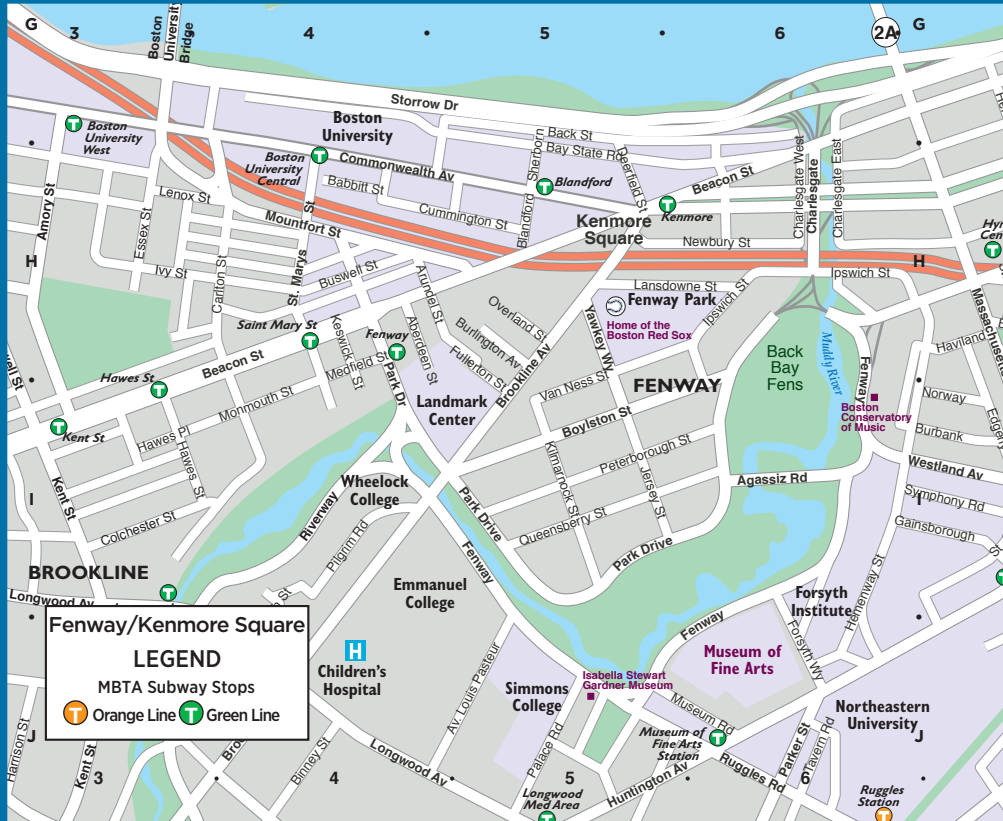 G
3
4
5
6
2A
G
Boston
University
Bridge
Storrow Dr
Boston
University
West
Boston
University
Back St
Bay State Rd
Sherborn
Deerfield St
Boston
University
Central
Commonwealth Av
Babbitt St
Cummington St
Blandford
Blandford St
Kenmore
Kenmore
Square
Beacon St
Newbury St
Charlesgate West
Charlesgate
Charlesgate East
Amory St
Essex St
Lenox St
Mountfort St
Ivy St
Carlton St
St. Marys St
Buswell St
Arundel St
H
H
Ipswich St
Lansdowne St
Fenway Park
Home of the
Boston Red Sox
Ipswich St
Yawkey Wy
Massachuse
Haviland
Saint Mary St
Keswick St
Fenway
Medfield St
Aberdeen St
Overland St
Burlington Av
Fullerton St
Brookline Av
Van Ness St
FENWAY
Back
Bay
Fens
Muddy River
Fenway
Boston
Conservatory
of Music
Norway
Burbank
Edgerly
Hawes St
Beacon St
Monmouth St
Park Dr
Landmark
Center
Boylston St
Peterborough St
Kilmarnock St
Jersey St
Queensberry St
Kent St
Hawes Pl
Hawes St
Kent St
Colchester St
I
I
Wheelock
College
Riverway
Pilgrim Rd
Park Drive
Fenway
Park Drive
Agassiz Rd
Westland Av
Symphony Rd
Gainsborough
St
BROOKLINE
Longwood Av
Emmanuel
College
Forsyth
Institute
Hemenway St
Forsyth Wy
Fenway
Museum of
Fine Arts
Fenway/Kenmore Square
LEGEND
MBTA Subway Stops
T Orange Line T Green Line
H
Children's
Hospital
Av. Louis Pasteur
Simmons
College
Isabella Stewart
Gardner Museum
Palace Rd
Museum Rd
Museum of
Fine Arts
Station
Northeastern
University
Harrison St
Kent St
Binney St
Longwood Av
Longwood
Med Area
Huntington Av
Ruggles Rd
Parker St
Tavern Rd
Ruggles
Station
J
J
3
4
5
6